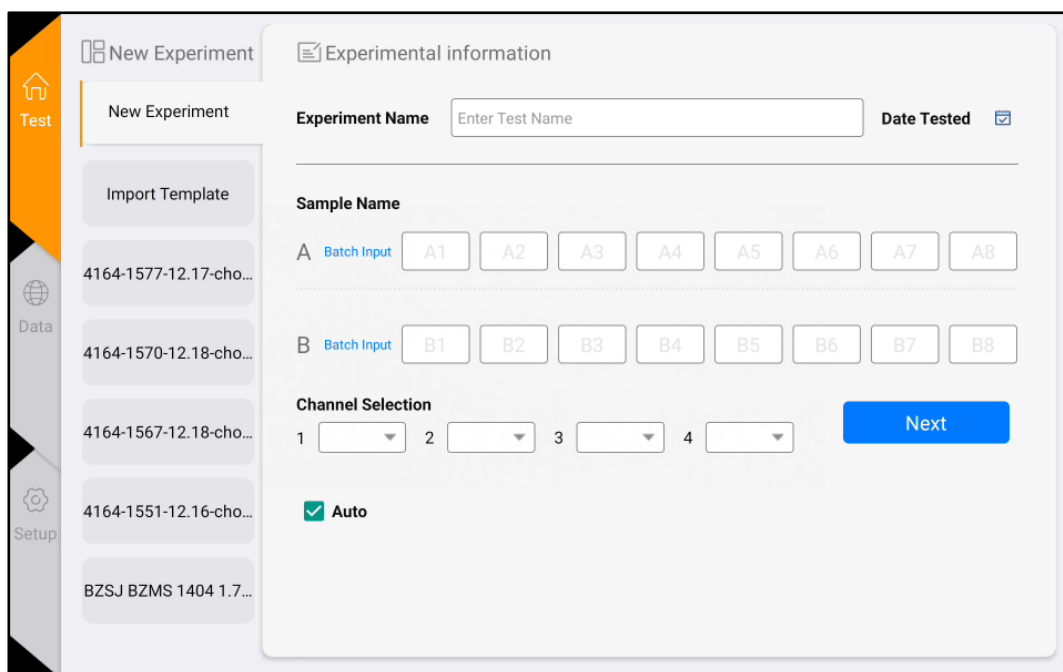 New Experiment
Experimental information
Test
New Experiment
Experiment Name
Enter Test Name
Date Tested
Import Template
Sample Name
A Batch Input A1 A2 A3 A4 A5 A6 A7 A8
4164-1577-12.17-cho...
Data
B Batch Input B1 B2 B3 B4 B5 B6 B7 B8
4164-1570-12.18-cho...
Channel Selection
1 2 3 4
Next
4164-1567-12.18-cho...
Setup
4164-1551-12.16-cho...
Auto
BZSJ BZMS 1404 1.7...